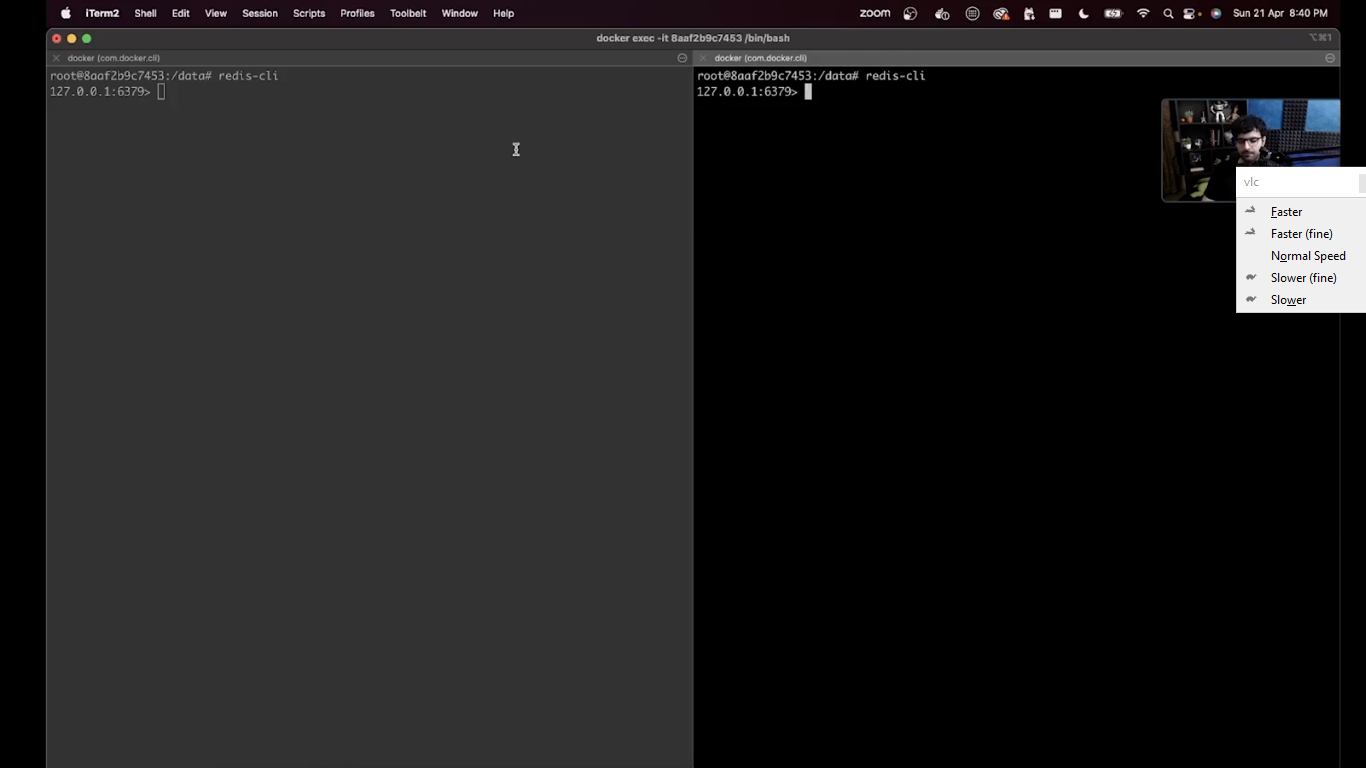 iTerm2 Shell Edit View Session Scripts Profiles Toolbelt Window Help zoom Sun 21 Apr 8:40 PM
docker exec -it 8aaf2b9c7453 /bin/bash ⌥⌘1
docker (com.docker.cli) docker (com.docker.cli)
root@8aaf2b9c7453:/data# redis-cli
127.0.0.1:6379>
root@8aaf2b9c7453:/data# redis-cli
127.0.0.1:6379>
vlc
Faster
Faster (fine)
Normal Speed
Slower (fine)
Slower